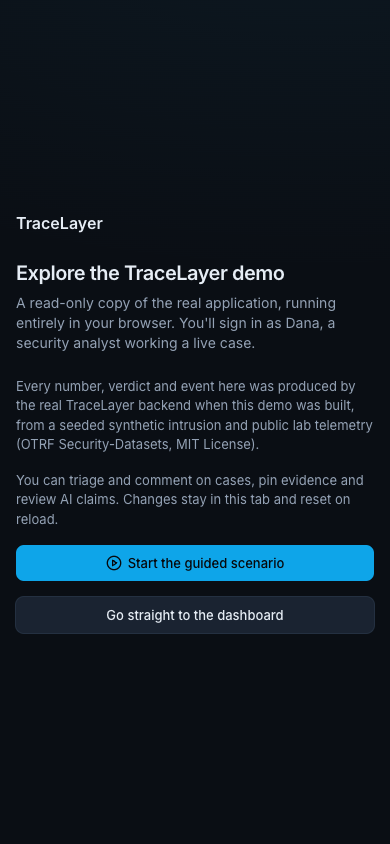 TraceLayer
Explore the TraceLayer demo
A read-only copy of the real application, running
entirely in your browser. You'll sign in as Dana, a
security analyst working a live case.
Every number, verdict and event here was produced by
the real TraceLayer backend when this demo was built,
from a seeded synthetic intrusion and public lab telemetry
(OTRF Security-Datasets, MIT License).
You can triage and comment on cases, pin evidence and
review AI claims. Changes stay in this tab and reset on
reload.
Start the guided scenario
Go straight to the dashboard